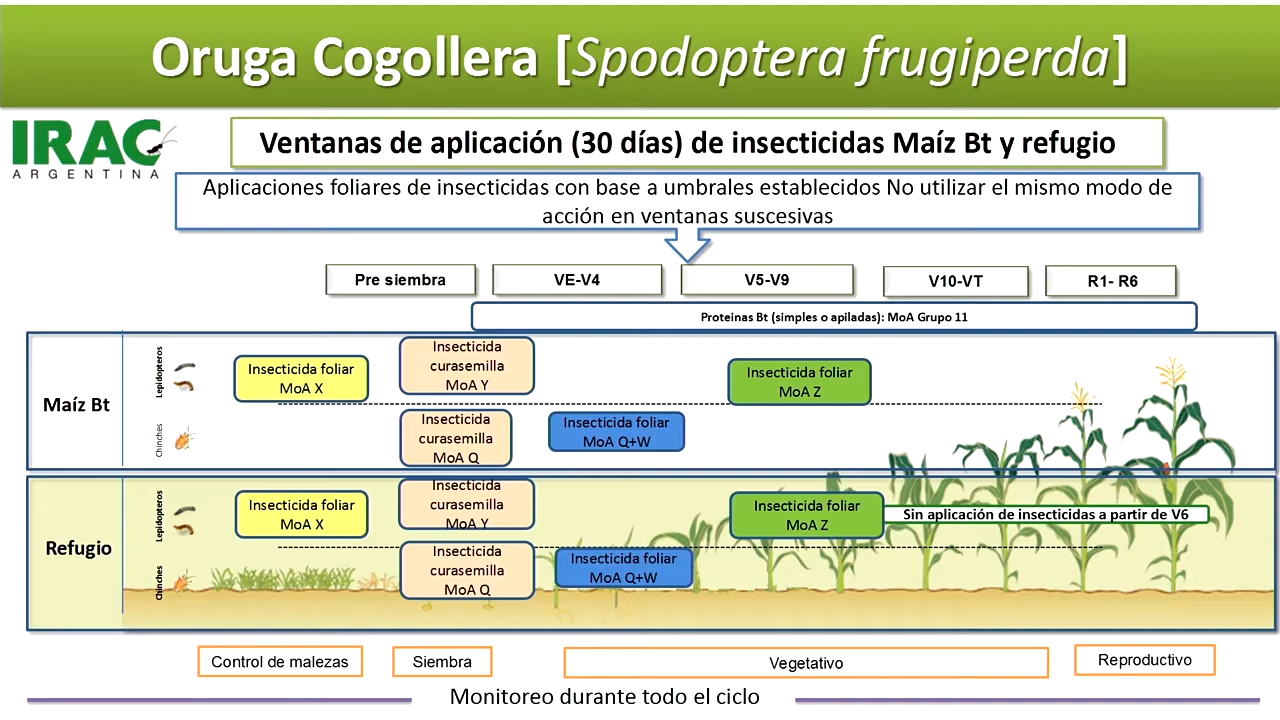 Oruga Cogollera [Spodoptera frugiperda]
IRAC
ARGENTINA
Ventanas de aplicación (30 días) de insecticidas Maíz Bt y refugio
Aplicaciones foliares de insecticidas con base a umbrales establecidos No utilizar el mismo modo de
acción en ventanas suscesivas
Pre siembra
VE-V4
V5-V9
V10-VT
R1- R6
Proteinas Bt (simples o apiladas): MoA Grupo 11
Maíz Bt
Lepidopteros
Insecticida foliar
MoA X
Insecticida
curasemilla
MoA Y
Insecticida foliar
MoA Z
Chinches
Insecticida
curasemilla
MoA Q
Insecticida foliar
MoA Q+W
Refugio
Lepidopteros
Insecticida foliar
MoA X
Insecticida
curasemilla
MoA Y
Insecticida foliar
MoA Z
Sin aplicación de insecticidas a partir de V6
Chinches
Insecticida
curasemilla
MoA Q
Insecticida foliar
MoA Q+W
Control de malezas
Siembra
Vegetativo
Reproductivo
Monitoreo durante todo el ciclo